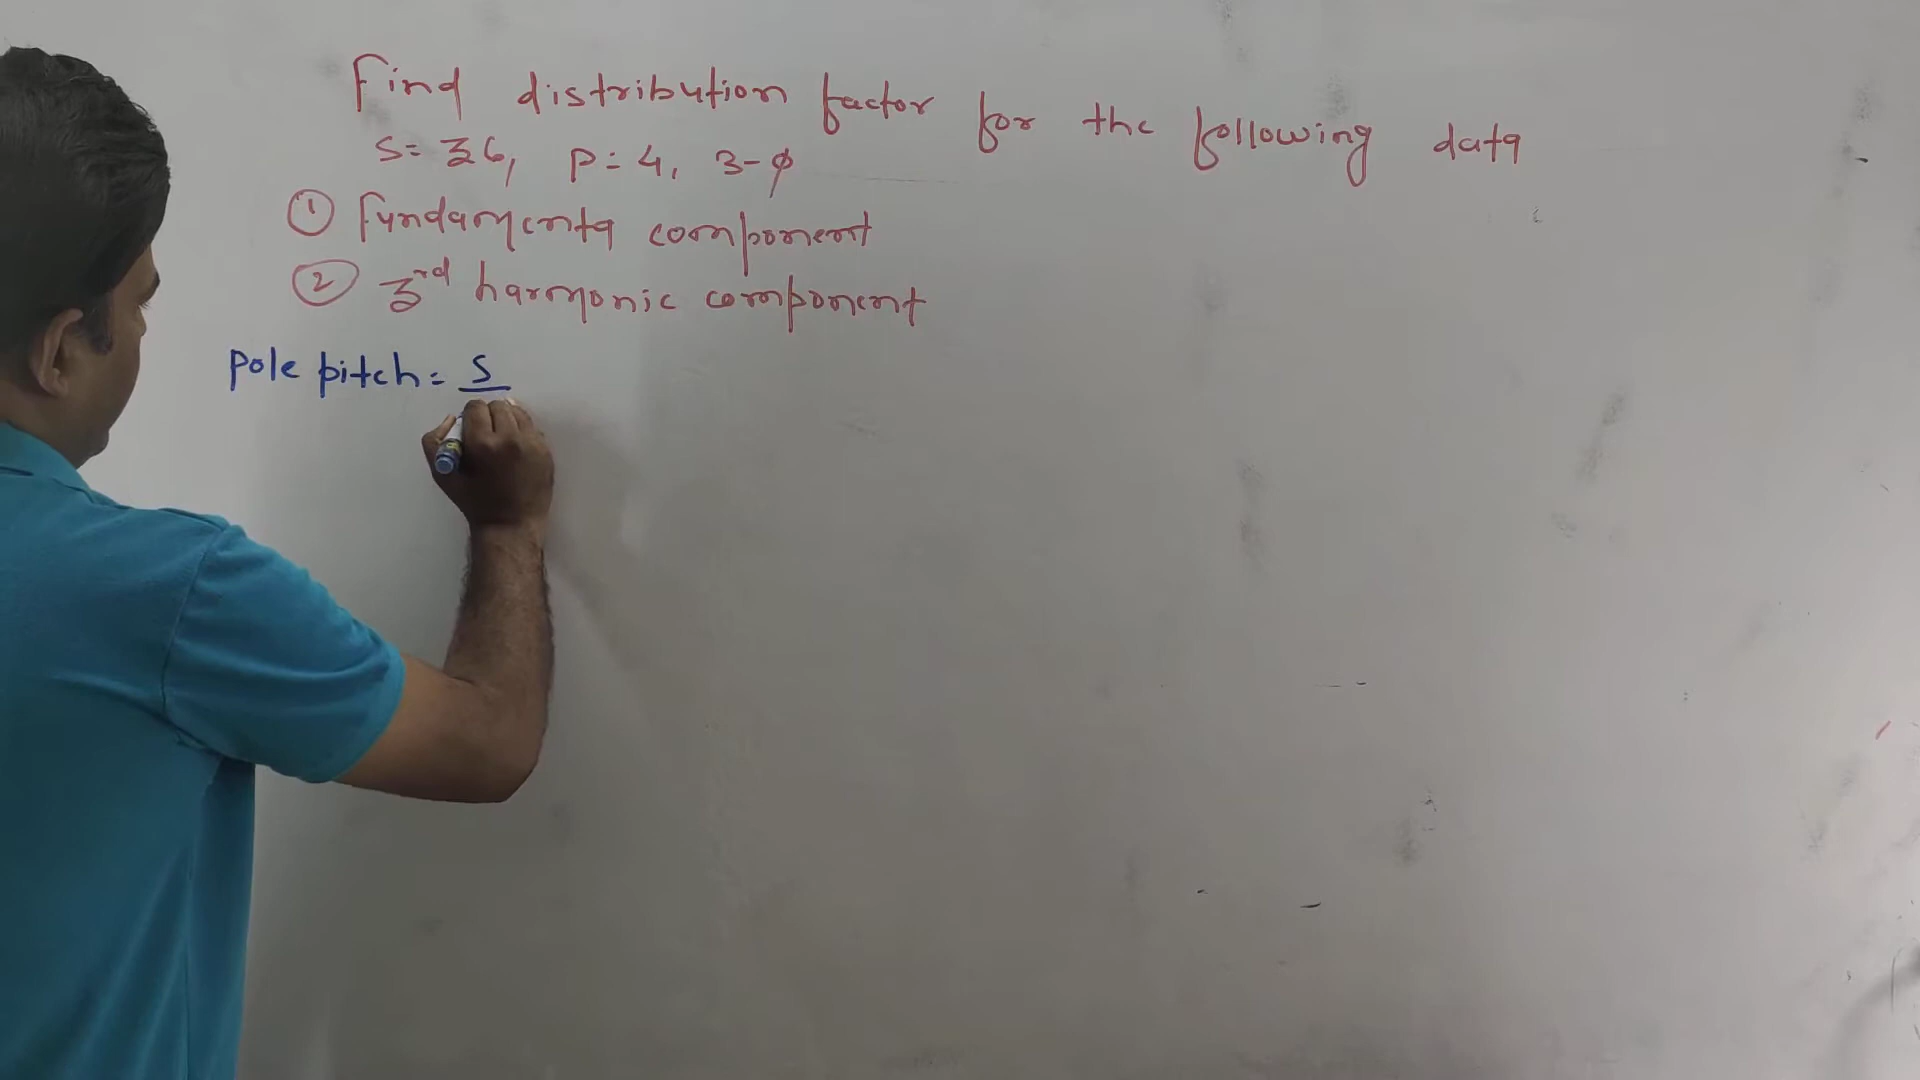 Find distribution factor for the following data
S = 36, P = 4, 3-φ
① Fundamenta component
② 3rd harmonic component
Pole pitch = S